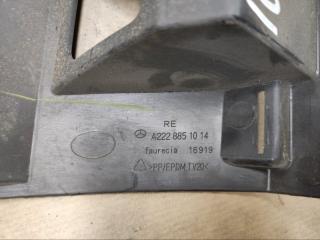 RE
A222 885 10 14
faurecia 16919
>PP/EPDM TV20<